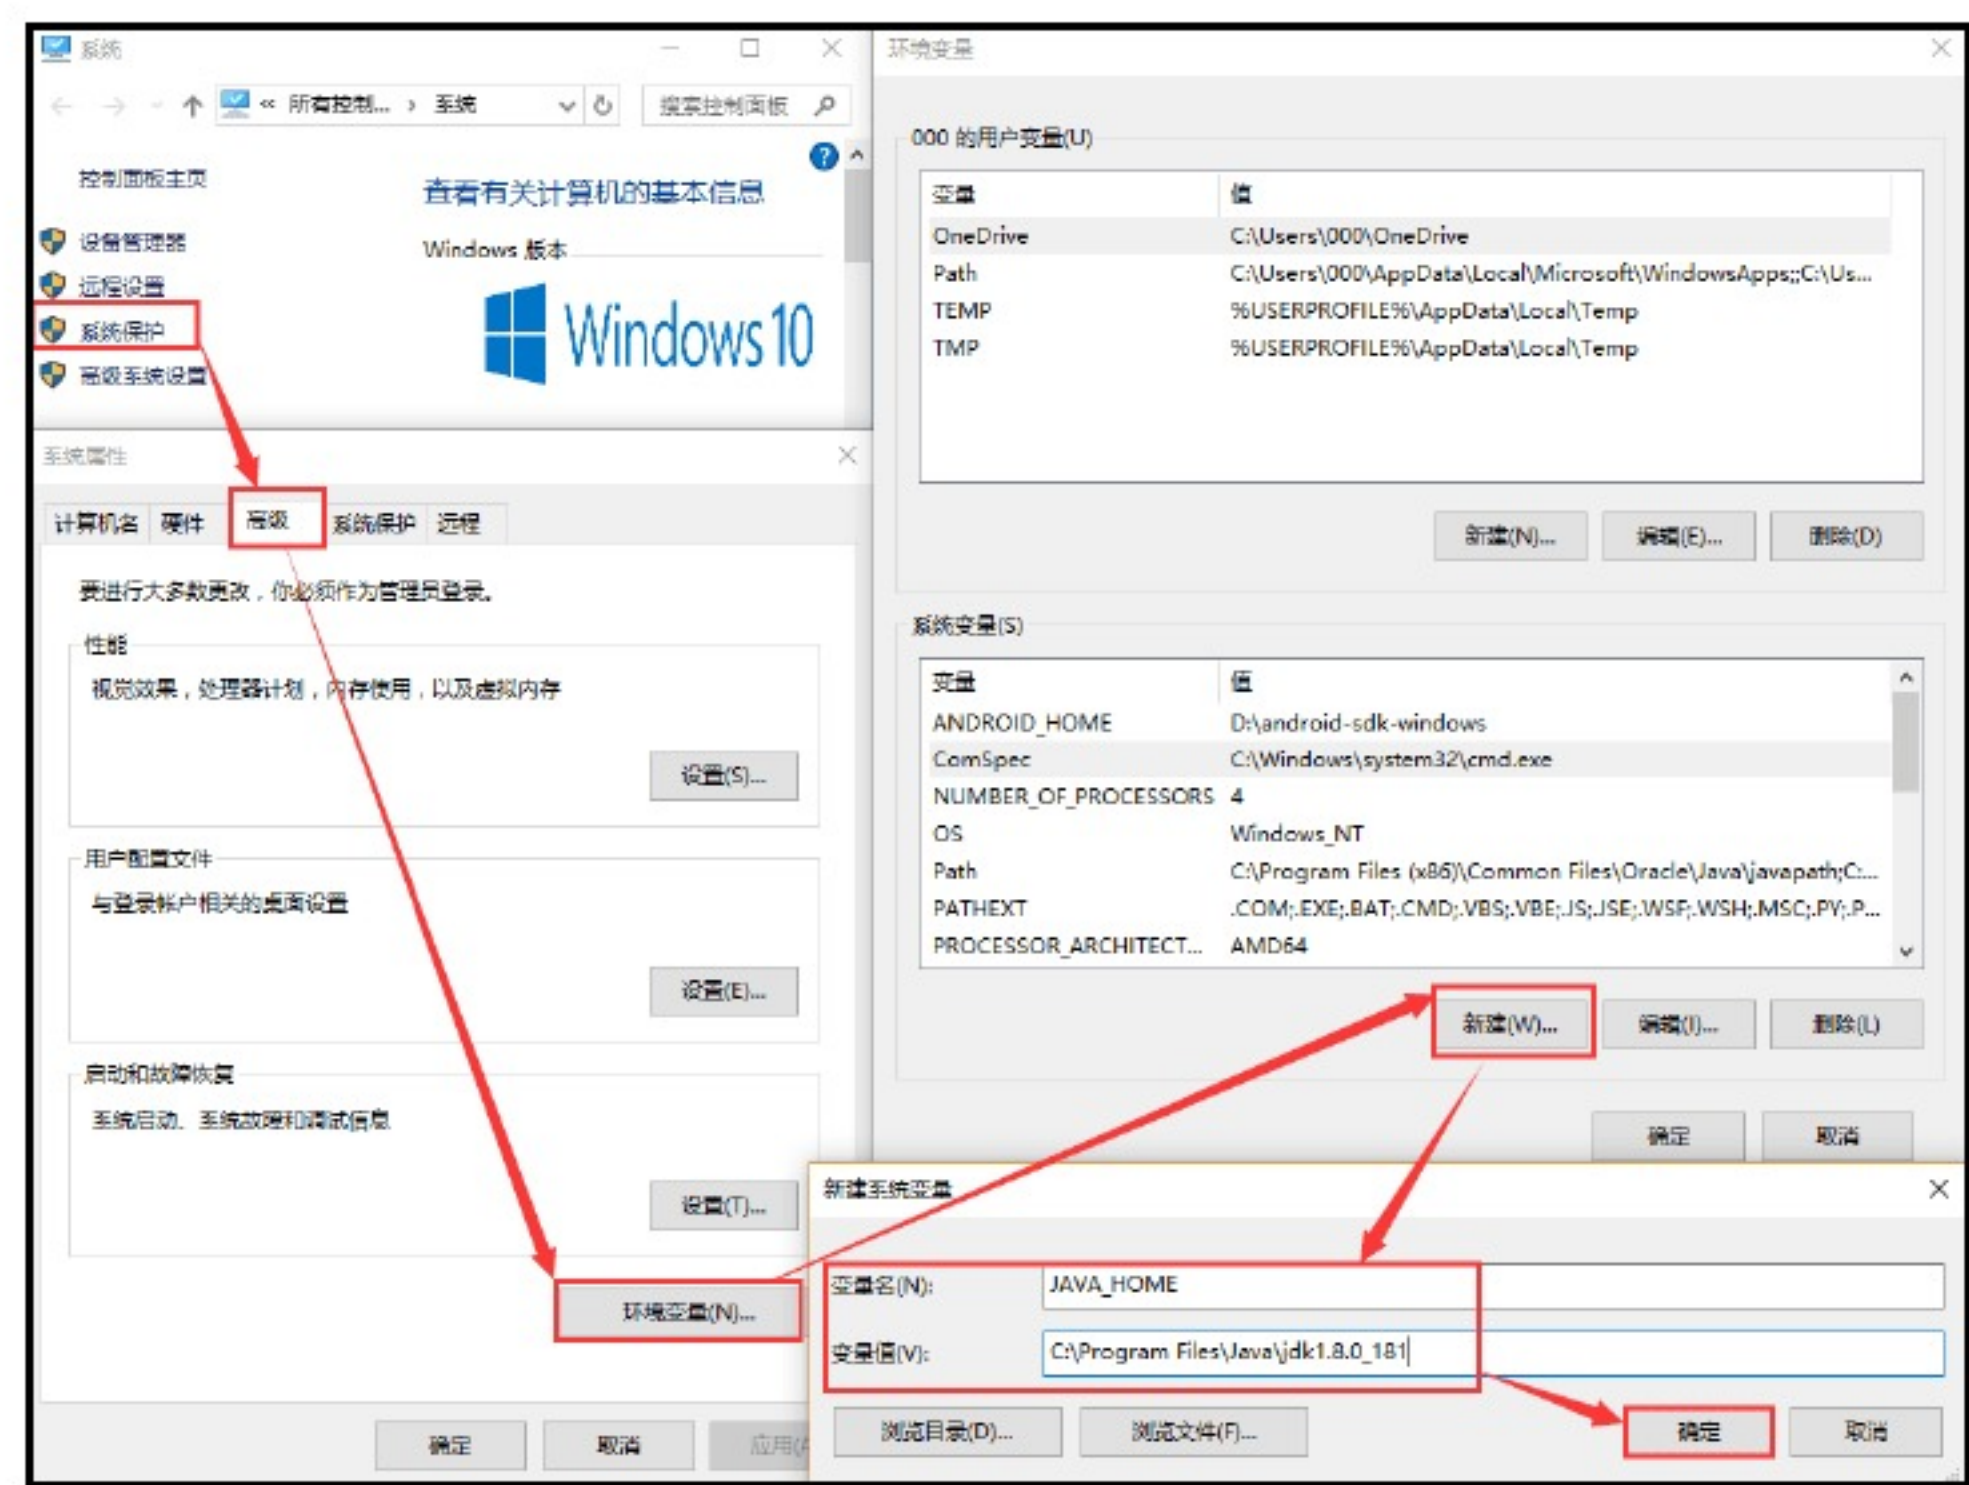 系统
« 所有控制... › 系统
搜索控制面板
控制面板主页
设备管理器
远程设置
系统保护
高级系统设置
查看有关计算机的基本信息
Windows 版本
Windows 10
系统属性
计算机名 硬件 高级 系统保护 远程
要进行大多数更改，你必须作为管理员登录。
性能
视觉效果，处理器计划，内存使用，以及虚拟内存
设置(S)...
用户配置文件
与登录帐户相关的桌面设置
设置(E)...
启动和故障恢复
系统启动、系统故障和调试信息
设置(T)...
环境变量(N)...
确定 取消 应用(A
环境变量
000 的用户变量(U)
变量 值
OneDrive C:\Users\000\OneDrive
Path C:\Users\000\AppData\Local\Microsoft\WindowsApps;;C:\Us...
TEMP %USERPROFILE%\AppData\Local\Temp
TMP %USERPROFILE%\AppData\Local\Temp
新建(N)... 编辑(E)... 删除(D)
系统变量(S)
变量 值
ANDROID_HOME D:\android-sdk-windows
ComSpec C:\Windows\system32\cmd.exe
NUMBER_OF_PROCESSORS 4
OS Windows_NT
Path C:\Program Files (x86)\Common Files\Oracle\Java\javapath;C:...
PATHEXT .COM;.EXE;.BAT;.CMD;.VBS;.VBE;.JS;.JSE;.WSF;.WSH;.MSC;.PY;.P...
PROCESSOR_ARCHITECT... AMD64
新建(W)... 编辑(I)... 删除(L)
确定 取消
新建系统变量
变量名(N): JAVA_HOME
变量值(V): C:\Program Files\Java\jdk1.8.0_181
浏览目录(D)... 浏览文件(F)... 确定 取消